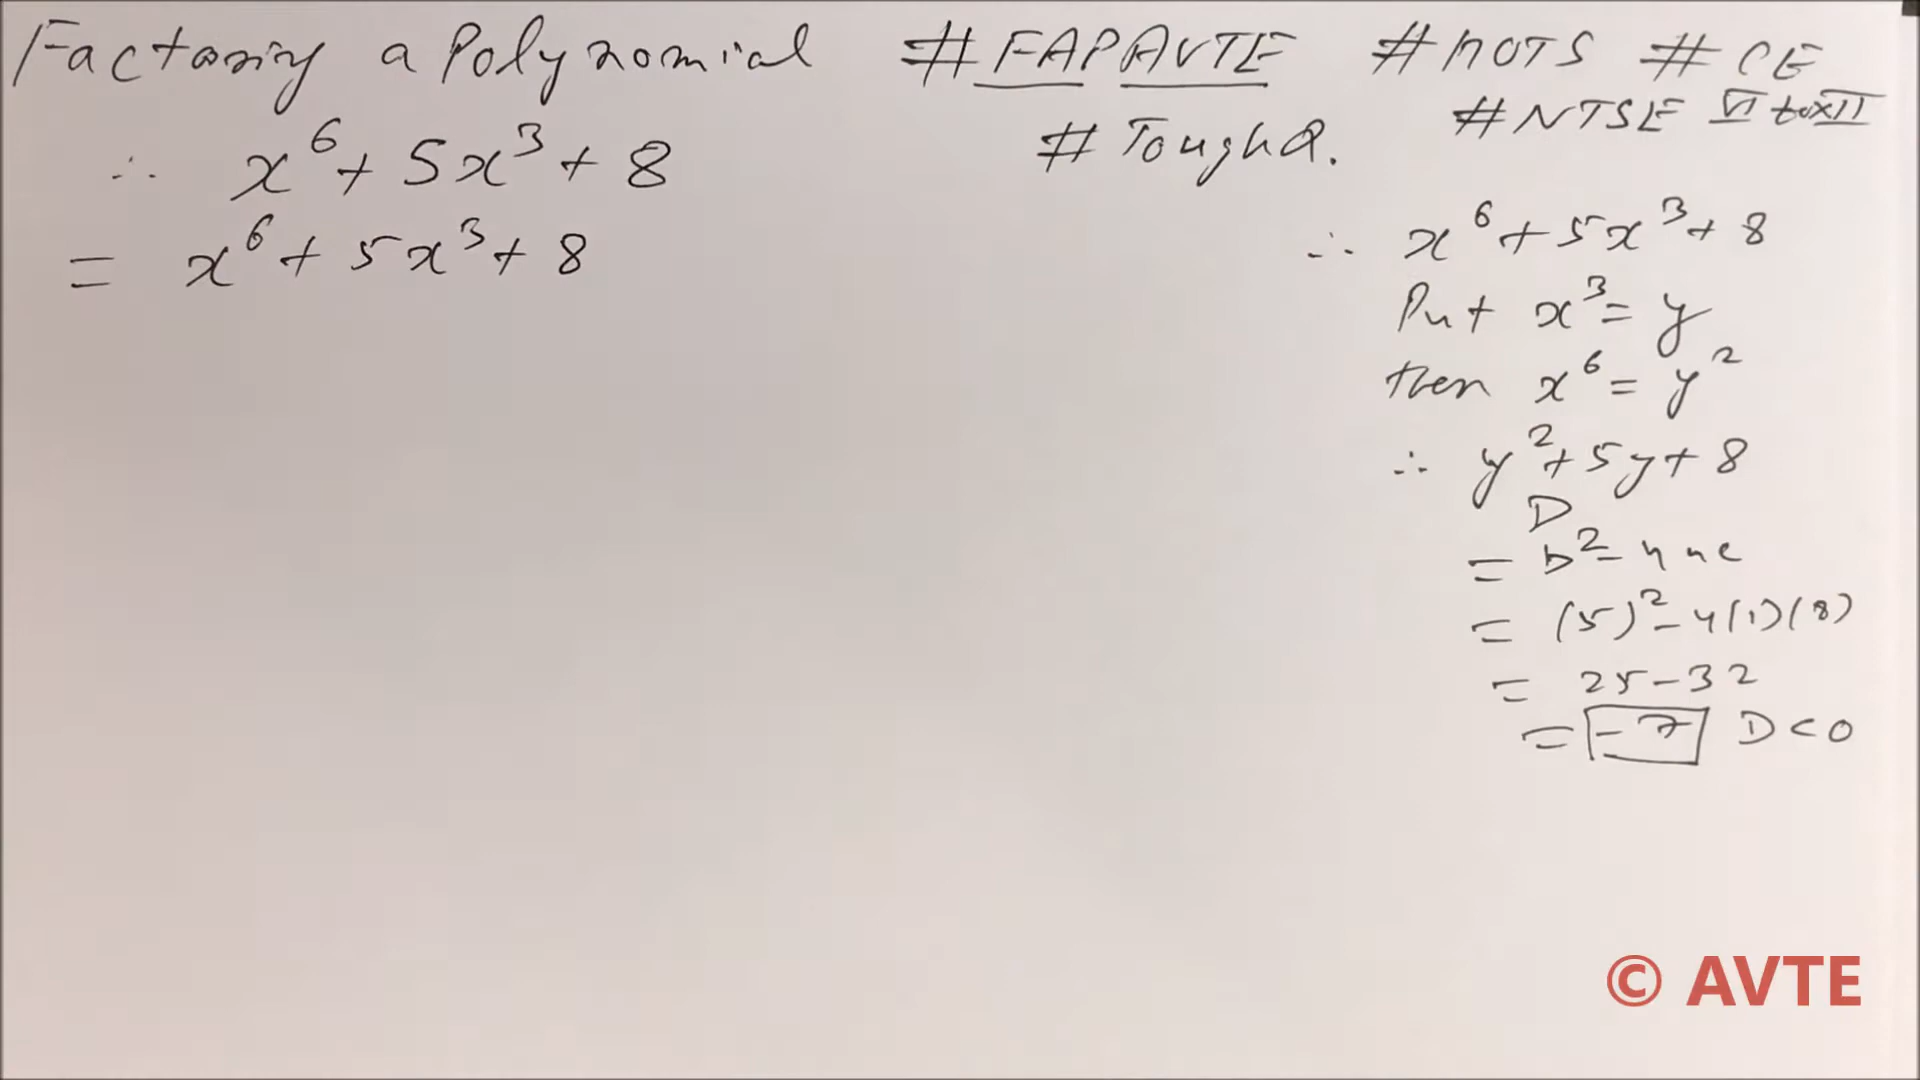 Factoring a Polynomial #FAPAVTE #HOTS #CE
#NTSE VI to XII
#Tough Q.
∴ x⁶ + 5x³ + 8
= x⁶ + 5x³ + 8
∴ x⁶ + 5x³ + 8
Put x³ = y
then x⁶ = y²
∴ y² + 5y + 8
D
= b² - 4ac
= (5)² - 4(1)(8)
= 25 - 32
= -7 D < 0
© AVTE